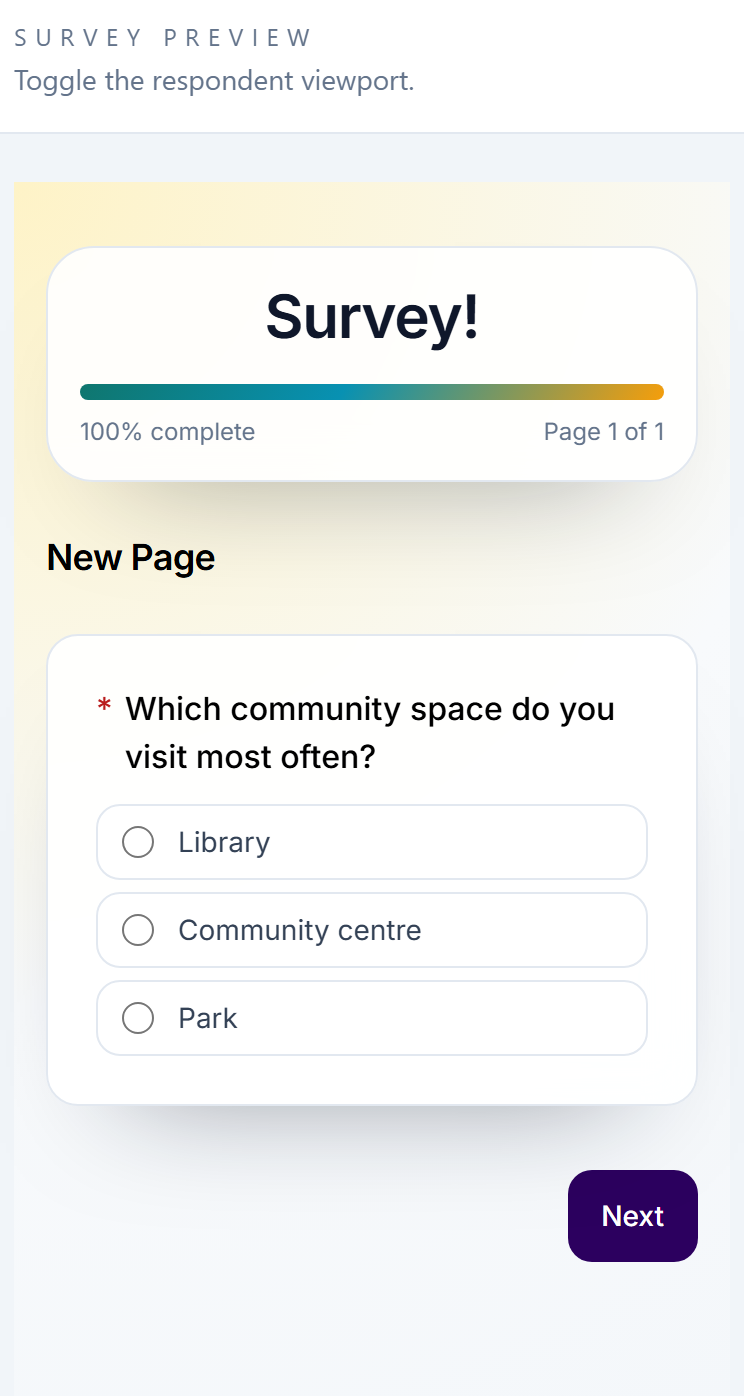 SURVEY PREVIEW
Toggle the respondent viewport.
Survey!
100% complete
Page 1 of 1
New Page
* Which community space do you
visit most often?
Library
Community centre
Park
Next